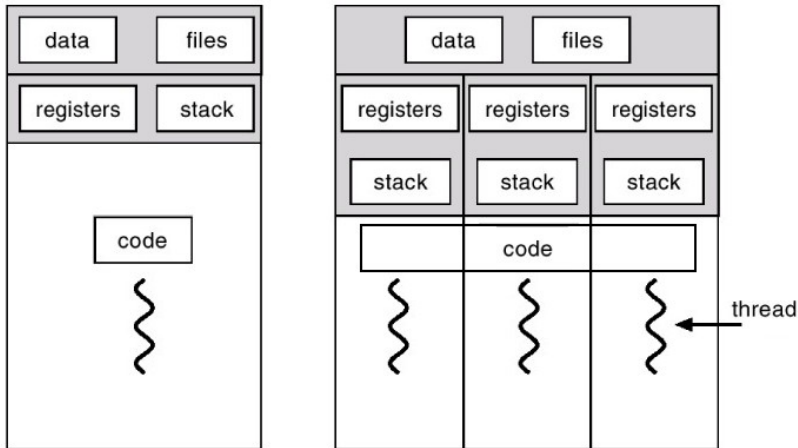 data files
registers stack
code
data files
registers registers registers
stack stack stack
code
thread